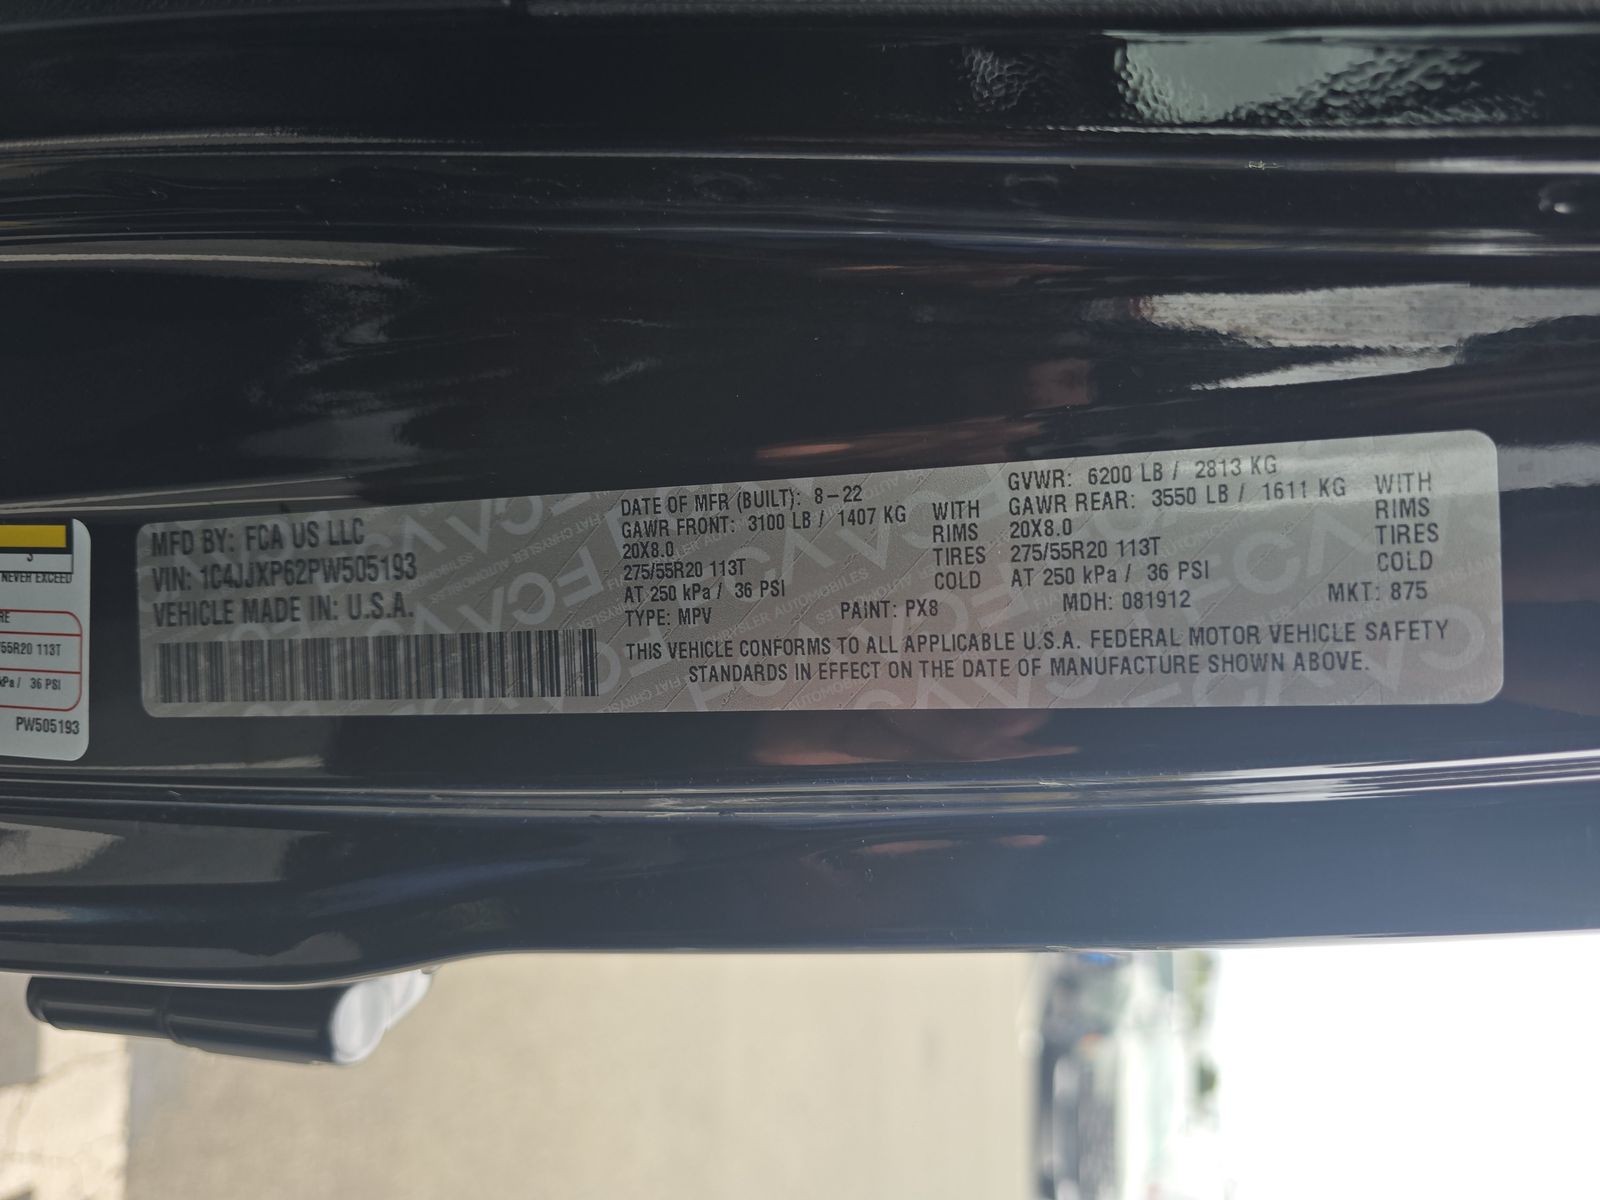 MFD BY: FCA US LLC
VIN: 1C4JJXP62PW505193
VEHICLE MADE IN: U.S.A.
DATE OF MFR (BUILT): 8-22
GAWR FRONT: 3100 LB / 1407 KG WITH
20X8.0 RIMS
275/55R20 113T TIRES
AT 250 kPa / 36 PSI COLD
TYPE: MPV PAINT: PX8
GVWR: 6200 LB / 2813 KG
GAWR REAR: 3550 LB / 1611 KG WITH
20X8.0 RIMS
275/55R20 113T TIRES
AT 250 kPa / 36 PSI COLD
MDH: 081912 MKT: 875
THIS VEHICLE CONFORMS TO ALL APPLICABLE U.S.A. FEDERAL MOTOR VEHICLE SAFETY
STANDARDS IN EFFECT ON THE DATE OF MANUFACTURE SHOWN ABOVE.
3
NEVER EXCEED
/55R20 113T
kPa / 36 PSI
PW505193